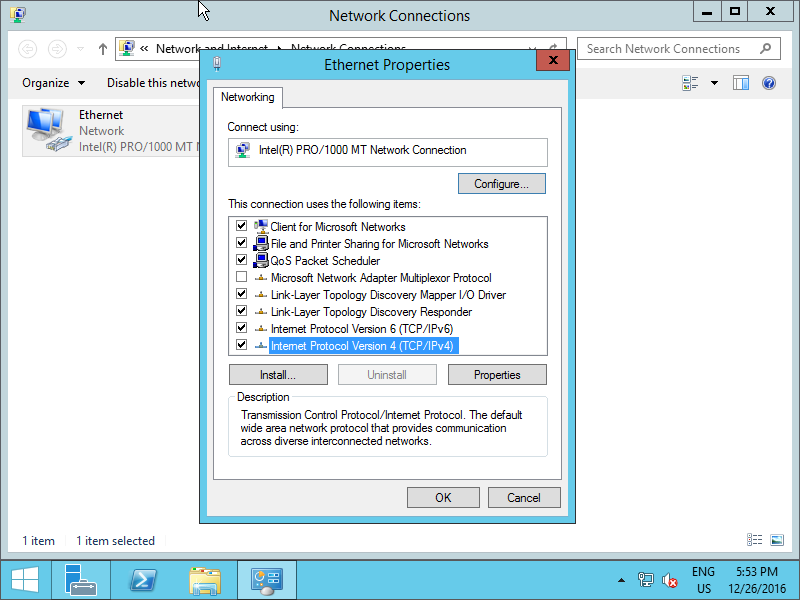 Network Connections
« Network and Internet Network Connections
Search Network Connections
Ethernet Properties
Organize
Disable this netwo
Ethernet
Network
Intel(R) PRO/1000 MT
Networking
Connect using:
Intel(R) PRO/1000 MT Network Connection
Configure...
This connection uses the following items:
Client for Microsoft Networks
File and Printer Sharing for Microsoft Networks
QoS Packet Scheduler
Microsoft Network Adapter Multiplexor Protocol
Link-Layer Topology Discovery Mapper I/O Driver
Link-Layer Topology Discovery Responder
Internet Protocol Version 6 (TCP/IPv6)
Internet Protocol Version 4 (TCP/IPv4)
Install...
Uninstall
Properties
Description
Transmission Control Protocol/Internet Protocol. The default
wide area network protocol that provides communication
across diverse interconnected networks.
OK
Cancel
1 item
1 item selected
ENG
US
5:53 PM
12/26/2016